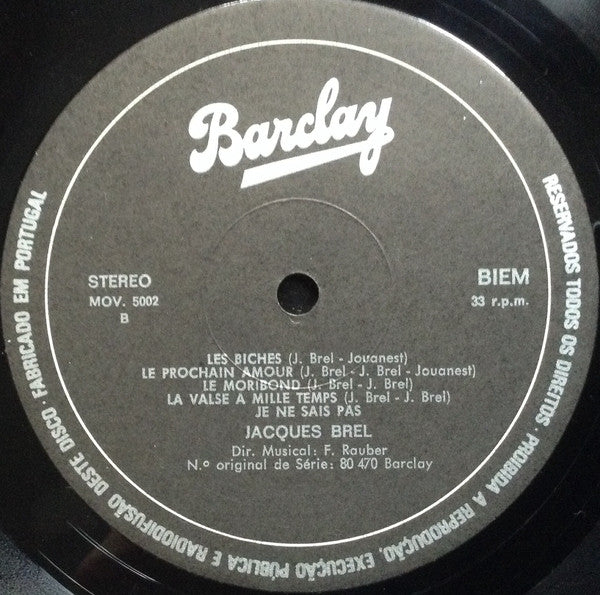 Barclay
STEREO
MOV. 5002
B
BIEM
33 r.p.m.
LES BICHES (J. Brel - Jouanest)
LE PROCHAIN AMOUR (J. Brel - J. Brel - Jouanest)
LE MORIBOND (J. Brel - J. Brel)
LA VALSE A MILLE TEMPS (J. Brel - J. Brel)
JE NE SAIS PAS
JACQUES BREL
Dir. Musical: F. Rauber
N.º original de Série: 80 470 Barclay
RESERVADOS TODOS OS DIREITOS · PROIBIDA A REPRODUÇÃO, EXECUÇÃO PÚBLICA E RADIODIFUSÃO DESTE DISCO · FABRICADO EM PORTUGAL